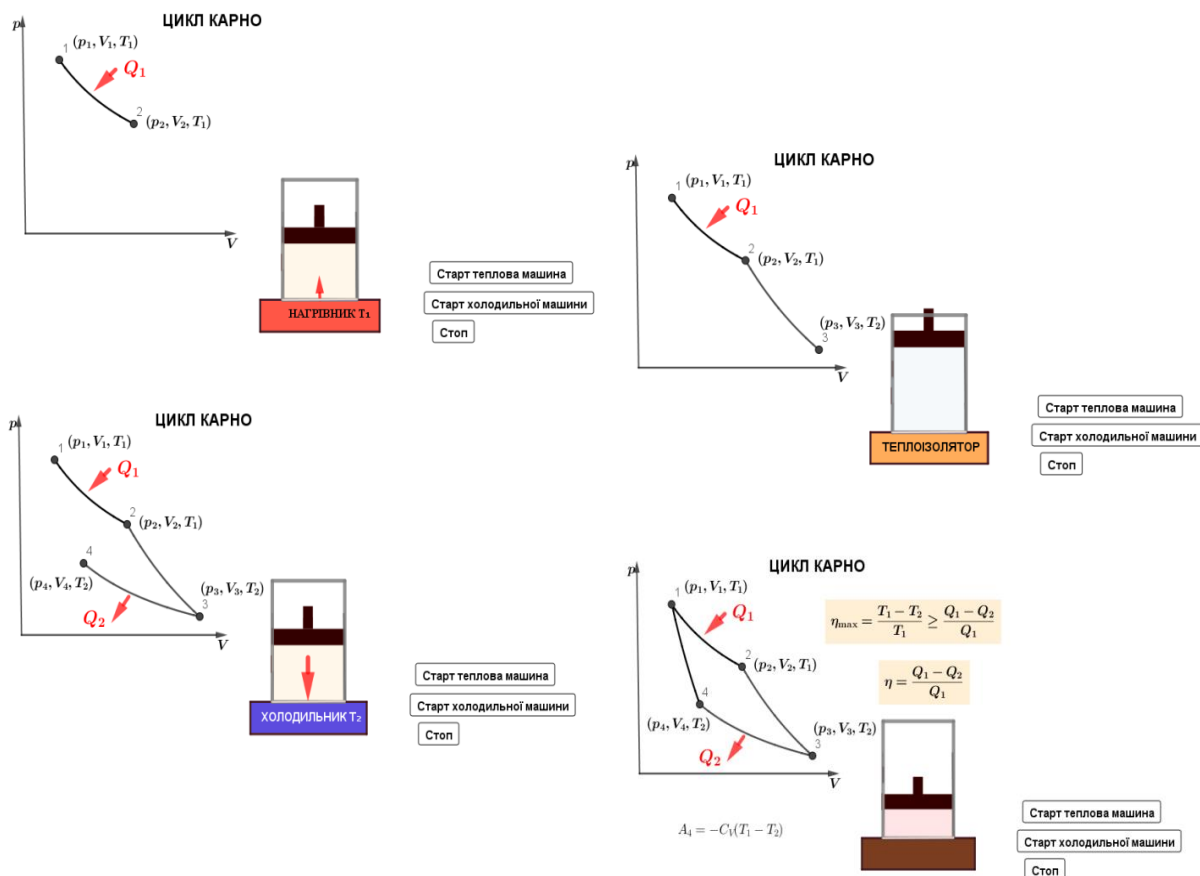 ЦИКЛ КАРНО
p
1 (p₁, V₁, T₁)
Q₁
2 (p₂, V₂, T₁)
V
НАГРІВНИК T₁
Старт теплова машина
Старт холодильної машини
Стоп
ЦИКЛ КАРНО
p
1 (p₁, V₁, T₁)
Q₁
2
(p₂, V₂, T₁)
(p₃, V₃, T₂)
3
V
ТЕПЛОІЗОЛЯТОР
Старт теплова машина
Старт холодильної машини
Стоп
ЦИКЛ КАРНО
p
1 (p₁, V₁, T₁)
Q₁
2
(p₂, V₂, T₁)
4
(p₄, V₄, T₂)
(p₃, V₃, T₂)
3
Q₂
V
ХОЛОДИЛЬНИК T₂
Старт теплова машина
Старт холодильної машини
Стоп
ЦИКЛ КАРНО
p
1 (p₁, V₁, T₁)
Q₁
2
(p₂, V₂, T₁)
4
(p₄, V₄, T₂)
(p₃, V₃, T₂)
3
Q₂
V
η_max = (T₁ − T₂)/T₁ ≥ (Q₁ − Q₂)/Q₁
η = (Q₁ − Q₂)/Q₁
A₄ = −C_V(T₁ − T₂)
Старт теплова машина
Старт холодильної машини
Стоп